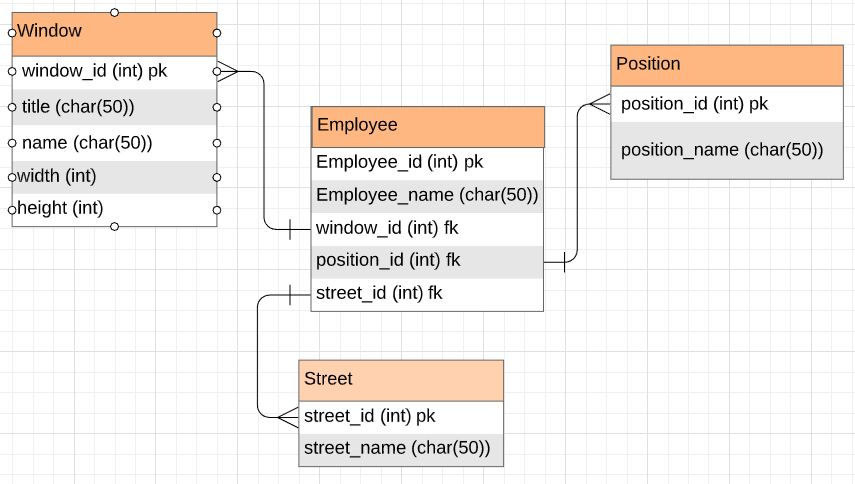 Window
window_id (int) pk
title (char(50))
name (char(50))
width (int)
height (int)
Employee
Employee_id (int) pk
Employee_name (char(50))
window_id (int) fk
position_id (int) fk
street_id (int) fk
Position
position_id (int) pk
position_name (char(50))
Street
street_id (int) pk
street_name (char(50))